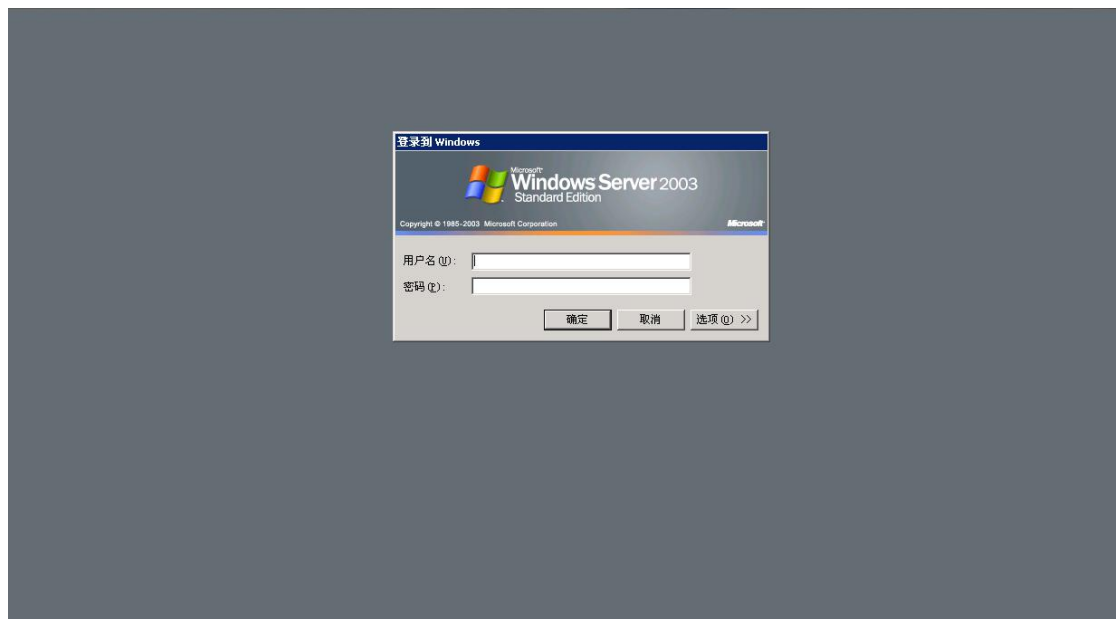 登录到 Windows
Microsoft
Windows Server 2003
Standard Edition
Copyright © 1985-2003 Microsoft Corporation
Microsoft
用户名(U):
密码(P):
确定
取消
选项(O) >>